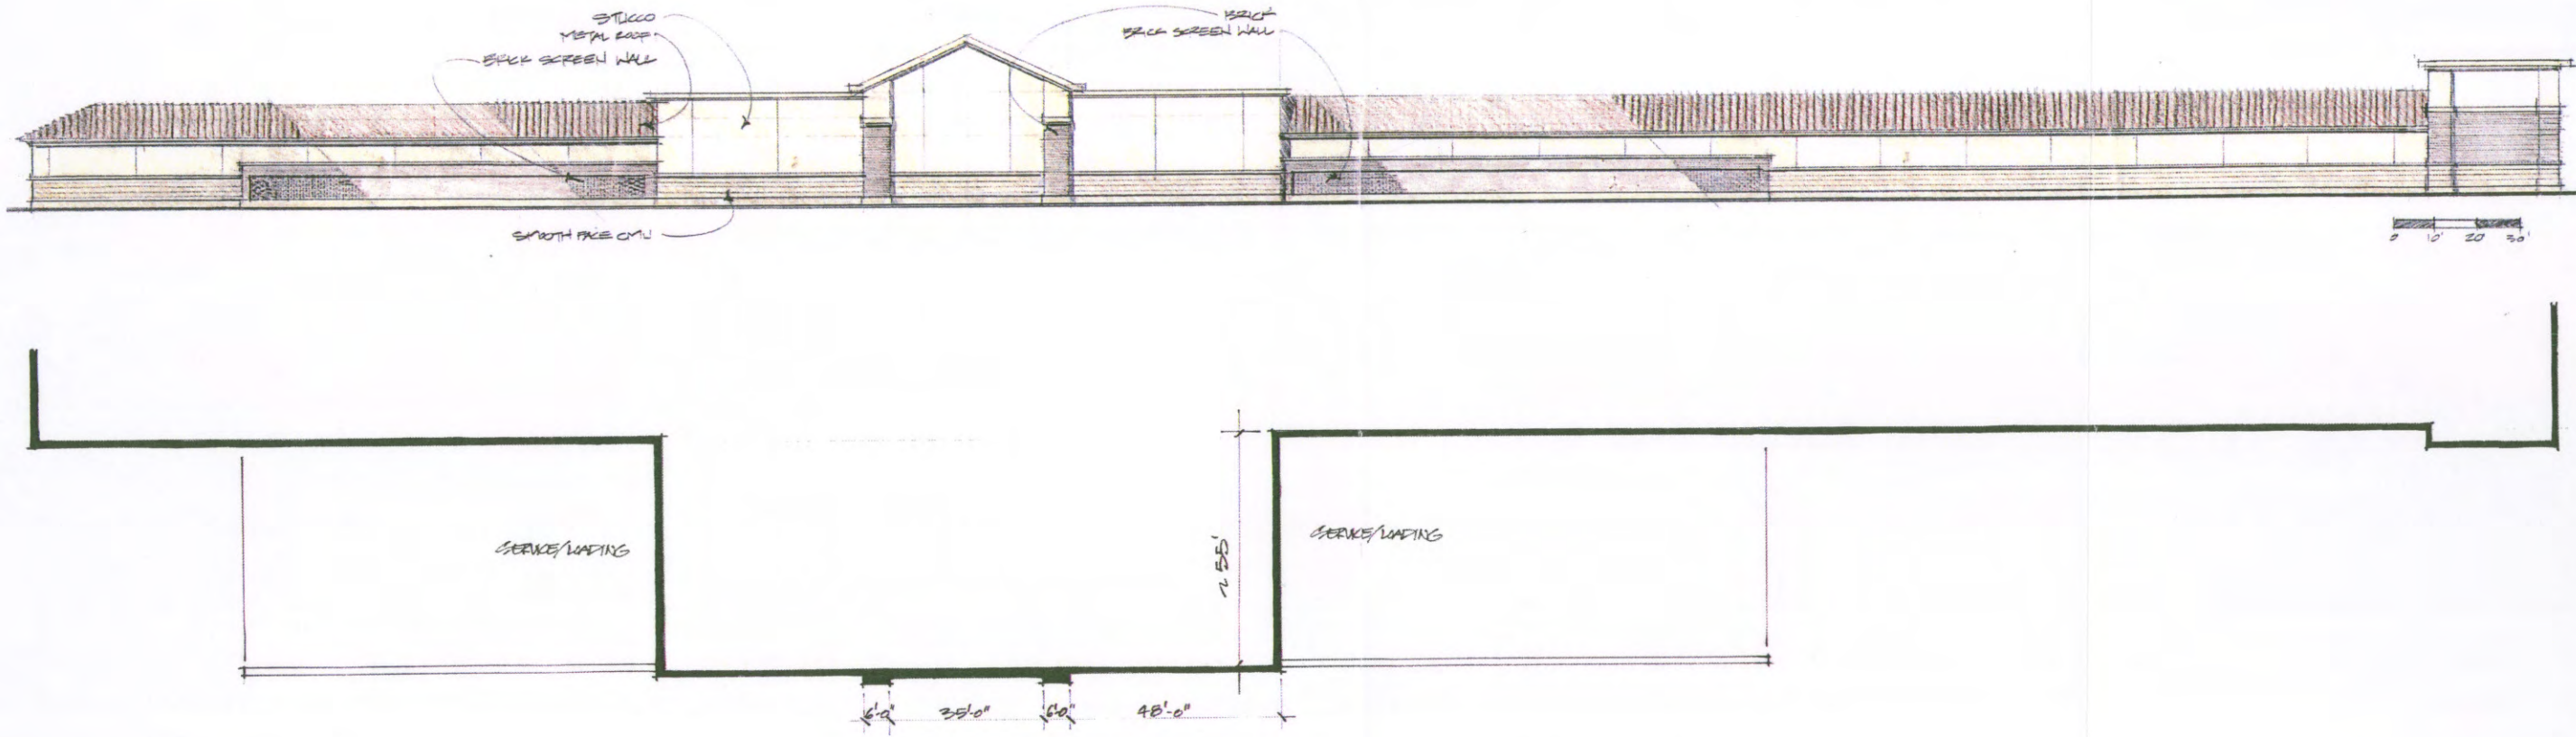 STUCCO
METAL ROOF
BRICK SCREEN WALL
BRICK
BRICK SCREEN WALL
SMOOTH FACE CMU
0 10' 20' 30'
~ 55'
SERVICE/LOADING
SERVICE/LOADING
6'-0" 35'-0" 6'-0" 48'-0"